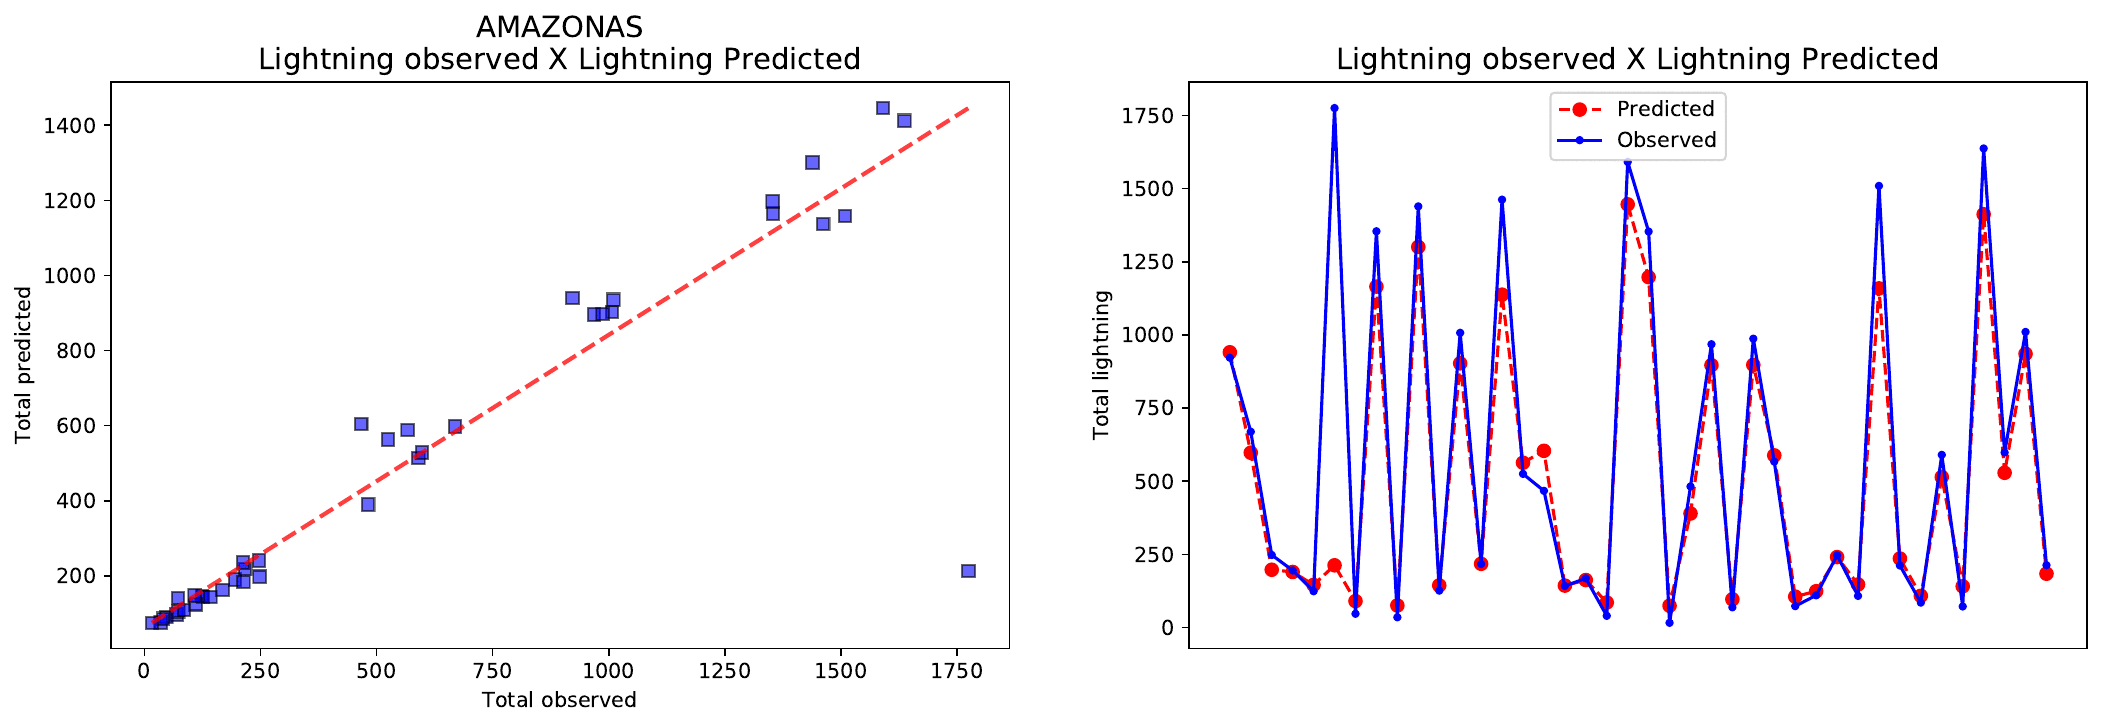 AMAZONAS
Lightning observed X Lightning Predicted
Total predicted
1400
1200
1000
800
600
400
200
0 250 500 750 1000 1250 1500 1750
Total observed
Lightning observed X Lightning Predicted
Predicted
Observed
Total lightning
1750
1500
1250
1000
750
500
250
0